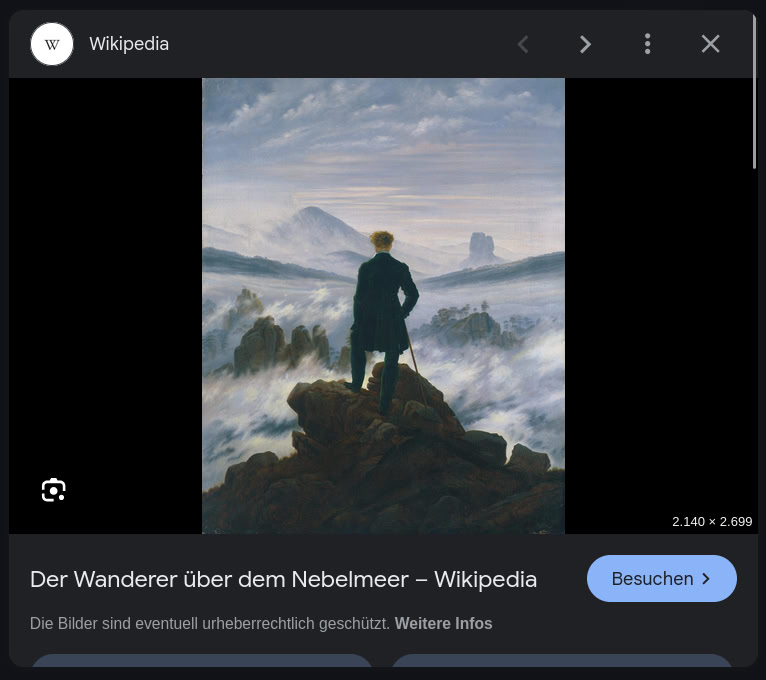 W Wikipedia
2.140 × 2.699
Der Wanderer über dem Nebelmeer – Wikipedia
Besuchen
Die Bilder sind eventuell urheberrechtlich geschützt. Weitere Infos